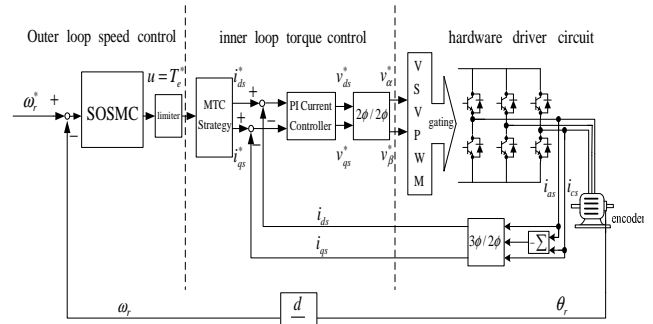 Outer loop speed control
inner loop torque control
hardware driver circuit
ω*r
+
−
SOSMC
u = T*e
limiter
MTC
Strategy
i*ds
i*qs
+
−
+
−
PI Current
Controller
v*ds
v*qs
2ϕ/2ϕ
v*α
v*β
V
S
V
P
W
M
gating
ias
ics
encoder
ids
iqs
3ϕ/2ϕ
−Σ
ωr
d
θr